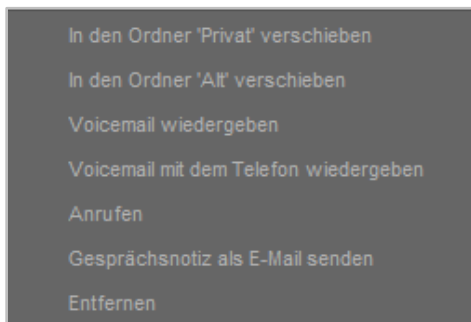 In den Ordner 'Privat' verschieben
In den Ordner 'Alt' verschieben
Voicemail wiedergeben
Voicemail mit dem Telefon wiedergeben
Anrufen
Gesprächsnotiz als E-Mail senden
Entfernen